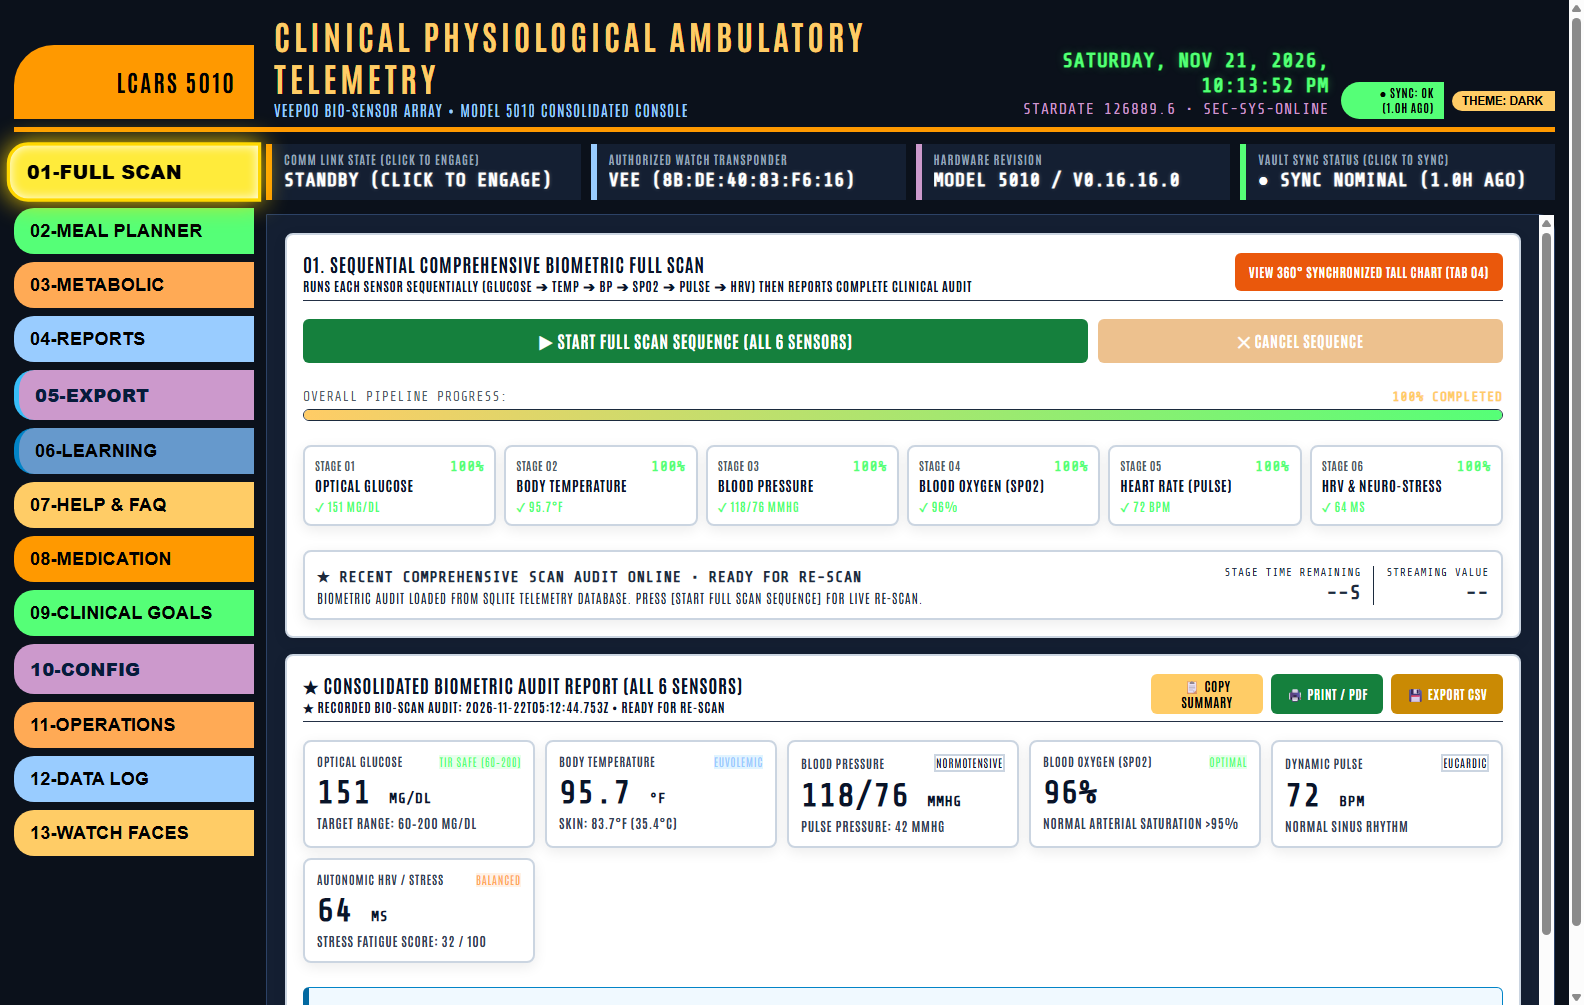 LCARS 5010
CLINICAL PHYSIOLOGICAL AMBULATORY
TELEMETRY
VEEPOO BIO-SENSOR ARRAY • MODEL 5010 CONSOLIDATED CONSOLE
SATURDAY, NOV 21, 2026,
10:13:52 PM
STARDATE 126889.6 · SEC-SYS-ONLINE
● SYNC: OK
(1.0H AGO)
THEME: DARK
01-FULL SCAN
02-MEAL PLANNER
03-METABOLIC
04-REPORTS
05-EXPORT
06-LEARNING
07-HELP & FAQ
08-MEDICATION
09-CLINICAL GOALS
10-CONFIG
11-OPERATIONS
12-DATA LOG
13-WATCH FACES
COMM LINK STATE (CLICK TO ENGAGE)
STANDBY (CLICK TO ENGAGE)
AUTHORIZED WATCH TRANSPONDER
VEE (8B:DE:40:83:F6:16)
HARDWARE REVISION
MODEL 5010 / V0.16.16.0
VAULT SYNC STATUS (CLICK TO SYNC)
● SYNC NOMINAL (1.0H AGO)
01. SEQUENTIAL COMPREHENSIVE BIOMETRIC FULL SCAN
RUNS EACH SENSOR SEQUENTIALLY (GLUCOSE ➔ TEMP ➔ BP ➔ SPO2 ➔ PULSE ➔ HRV) THEN REPORTS COMPLETE CLINICAL AUDIT
VIEW 360° SYNCHRONIZED TALL CHART (TAB 04)
▶ START FULL SCAN SEQUENCE (ALL 6 SENSORS)
✕ CANCEL SEQUENCE
OVERALL PIPELINE PROGRESS:
100% COMPLETED
STAGE 01 100%
OPTICAL GLUCOSE
✓ 151 MG/DL
STAGE 02 100%
BODY TEMPERATURE
✓ 95.7°F
STAGE 03 100%
BLOOD PRESSURE
✓ 118/76 MMHG
STAGE 04 100%
BLOOD OXYGEN (SPO2)
✓ 96%
STAGE 05 100%
HEART RATE (PULSE)
✓ 72 BPM
STAGE 06 100%
HRV & NEURO-STRESS
✓ 64 MS
★ RECENT COMPREHENSIVE SCAN AUDIT ONLINE · READY FOR RE-SCAN
BIOMETRIC AUDIT LOADED FROM SQLITE TELEMETRY DATABASE. PRESS [START FULL SCAN SEQUENCE] FOR LIVE RE-SCAN.
STAGE TIME REMAINING
--S
STREAMING VALUE
--
★ CONSOLIDATED BIOMETRIC AUDIT REPORT (ALL 6 SENSORS)
★ RECORDED BIO-SCAN AUDIT: 2026-11-22T05:12:44.753Z • READY FOR RE-SCAN
📋 COPY
SUMMARY
🖨 PRINT / PDF
💾 EXPORT CSV
OPTICAL GLUCOSE TIR SAFE (60-200)
151 MG/DL
TARGET RANGE: 60-200 MG/DL
BODY TEMPERATURE EUVOLEMIC
95.7 °F
SKIN: 83.7°F (35.4°C)
BLOOD PRESSURE NORMOTENSIVE
118/76 MMHG
PULSE PRESSURE: 42 MMHG
BLOOD OXYGEN (SPO2) OPTIMAL
96%
NORMAL ARTERIAL SATURATION >95%
DYNAMIC PULSE EUCARDIC
72 BPM
NORMAL SINUS RHYTHM
AUTONOMIC HRV / STRESS BALANCED
64 MS
STRESS FATIGUE SCORE: 32 / 100